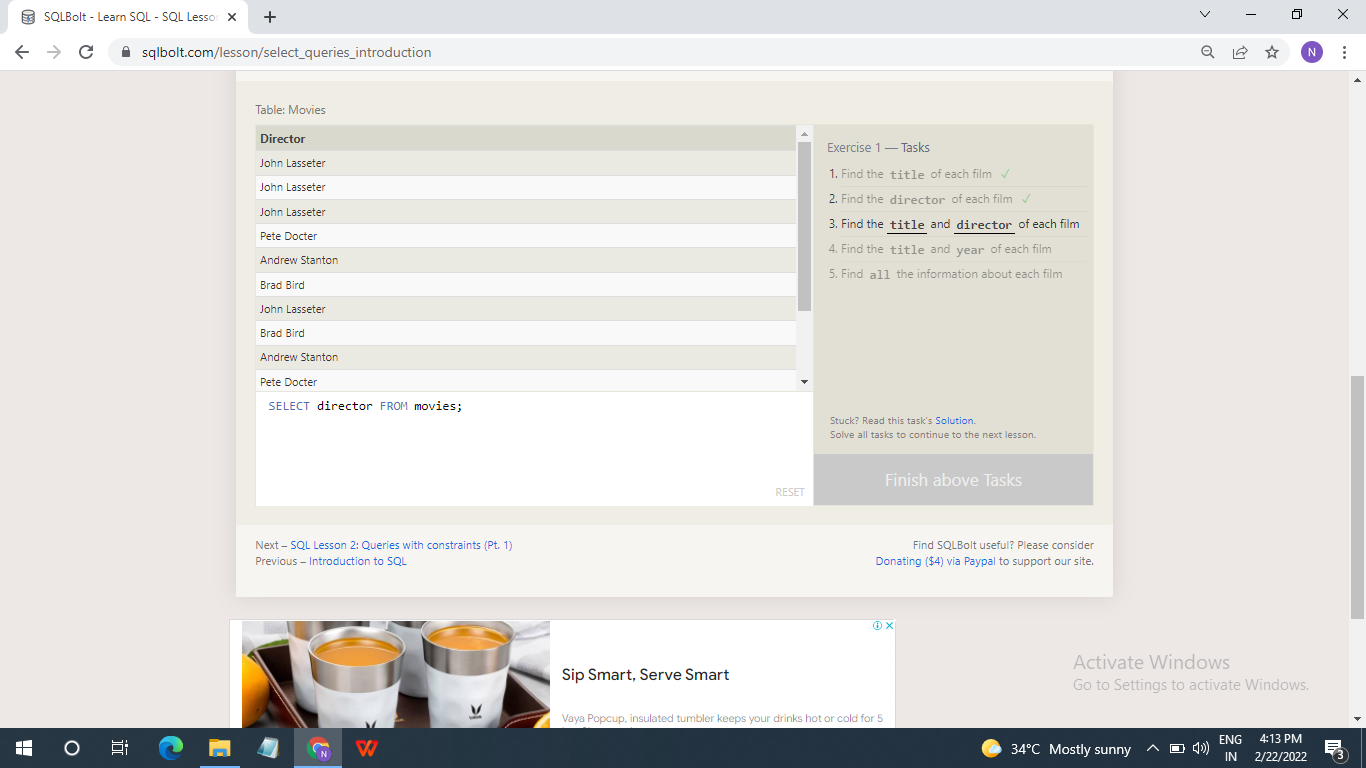 SQLBolt - Learn SQL - SQL Lesson
sqlbolt.com/lesson/select_queries_introduction
N
Table: Movies
Director
John Lasseter
John Lasseter
John Lasseter
Pete Docter
Andrew Stanton
Brad Bird
John Lasseter
Brad Bird
Andrew Stanton
Pete Docter
SELECT director FROM movies;
RESET
Exercise 1 — Tasks
1. Find the title of each film ✓
2. Find the director of each film ✓
3. Find the title and director of each film
4. Find the title and year of each film
5. Find all the information about each film
Stuck? Read this task's Solution.
Solve all tasks to continue to the next lesson.
Finish above Tasks
Next – SQL Lesson 2: Queries with constraints (Pt. 1)
Previous – Introduction to SQL
Find SQLBolt useful? Please consider
Donating ($4) via Paypal to support our site.
Sip Smart, Serve Smart
Vaya Popcup, insulated tumbler keeps your drinks hot or cold for 5
Activate Windows
Go to Settings to activate Windows.
N
34°C Mostly sunny
ENG
IN
4:13 PM
2/22/2022
3